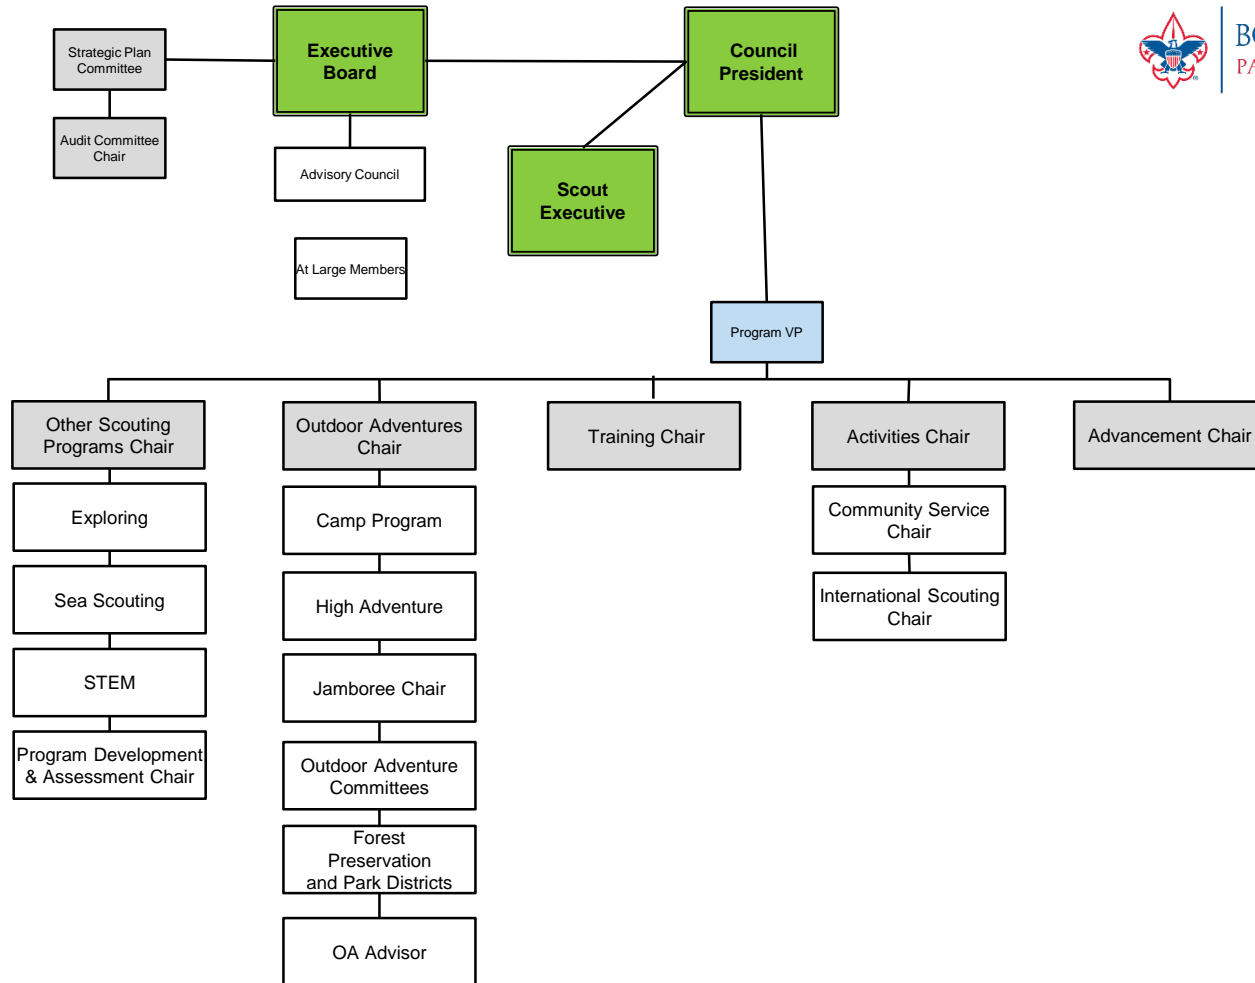 Strategic Plan
Committee
Executive
Board
Council
President
Audit Committee
Chair
Advisory Council
Scout
Executive
At Large Members
Program VP
Other Scouting
Programs Chair
Outdoor Adventures
Chair
Training Chair
Activities Chair
Advancement Chair
Exploring
Camp Program
Community Service
Chair
Sea Scouting
High Adventure
International Scouting
Chair
STEM
Jamboree Chair
Program Development
& Assessment Chair
Outdoor Adventure
Committees
Forest
Preservation
and Park Districts
OA Advisor